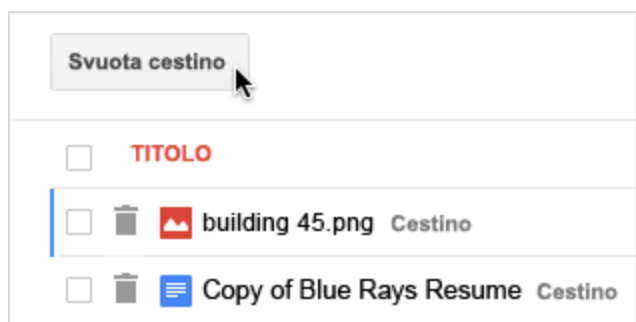 Svuota cestino
TITOLO
building 45.png Cestino
Copy of Blue Rays Resume Cestino